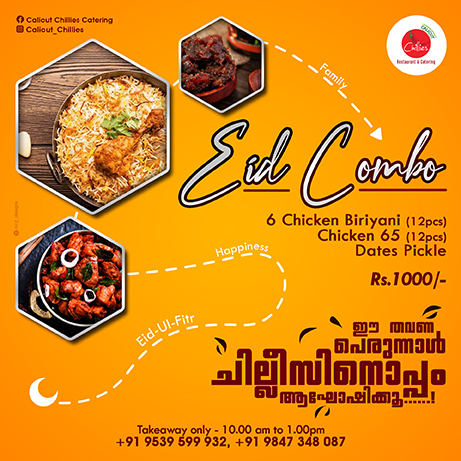 Calicut Chillies Catering
Calicut_Chillies
Chillies
Restaurant & Catering
Family
Eid Combo
6 Chicken Biriyani (12pcs)
Chicken 65 (12pcs)
Dates Pickle
Rs.1000/-
Happiness
Eid-Ul-Fitr
ഈ തവണ
പെരുന്നാൾ
ചില്ലീസിനൊപ്പം
ആഘോഷിക്കൂ......!
Takeaway only - 10.00 am to 1.00pm
+91 9539 599 932, +91 9847 348 087